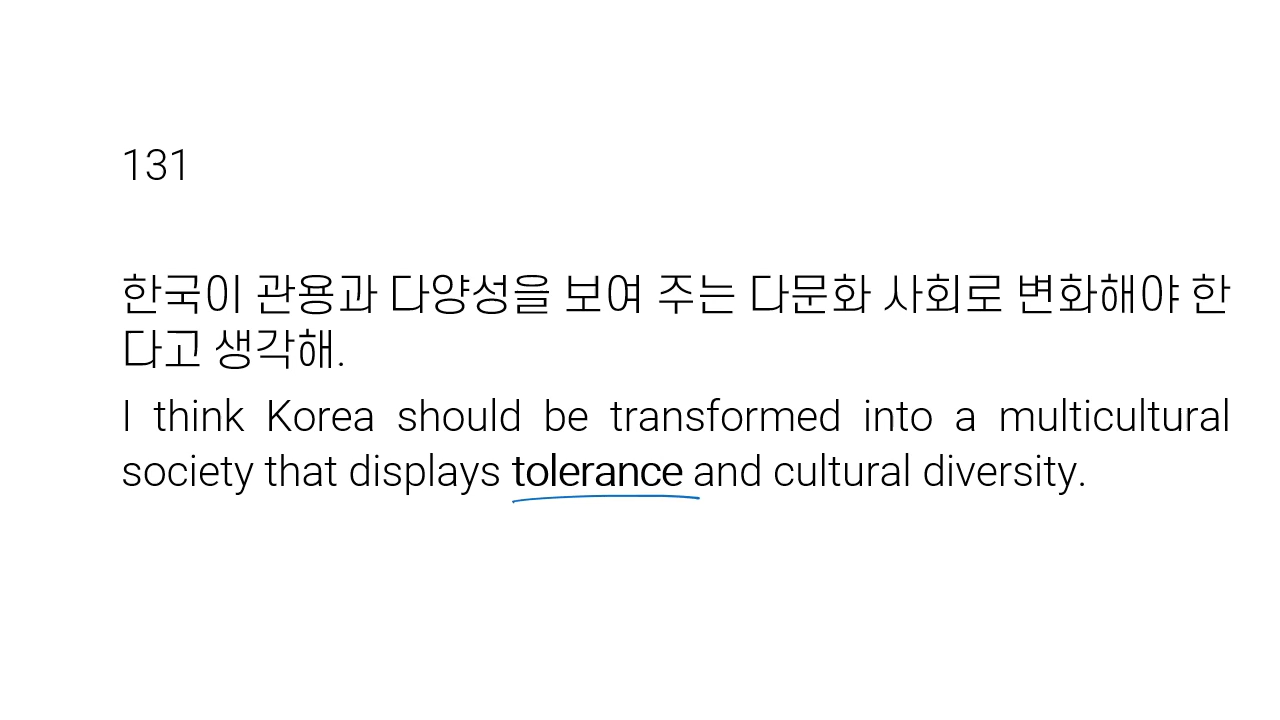 131
한국이 관용과 다양성을 보여 주는 다문화 사회로 변화해야 한
다고 생각해.
I think Korea should be transformed into a multicultural
society that displays tolerance and cultural diversity.